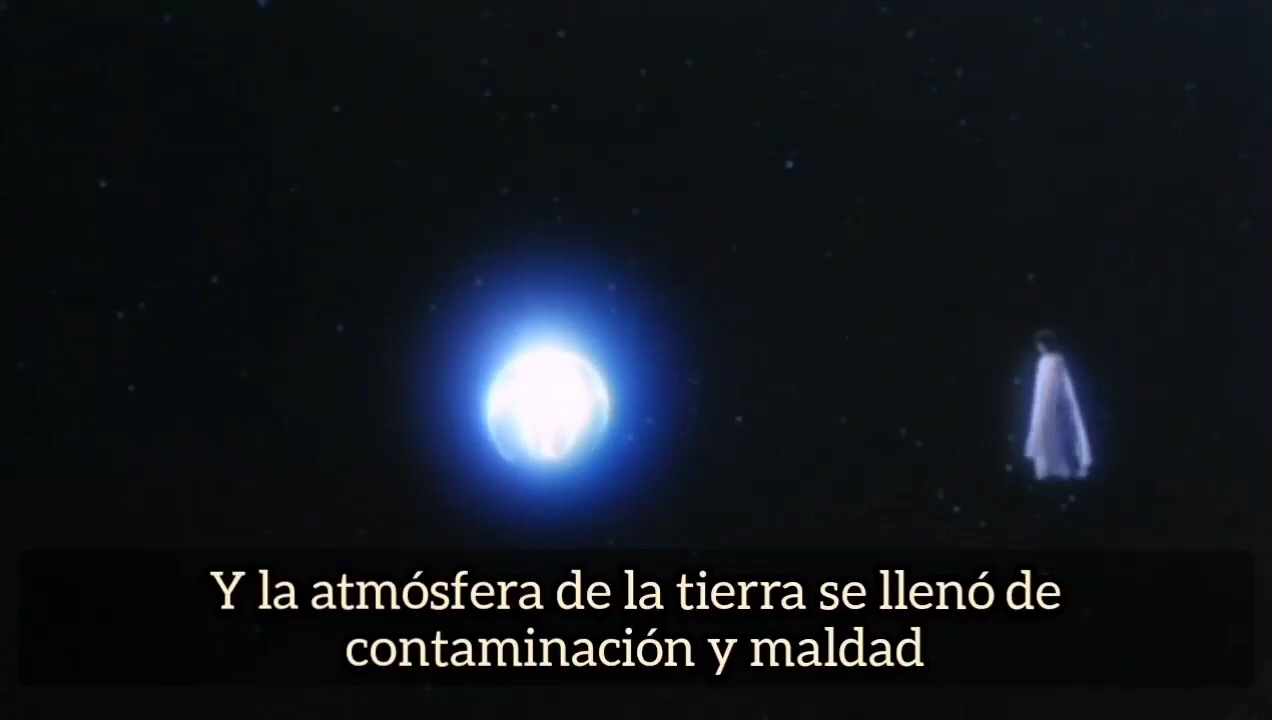 Y la atmósfera de la tierra se llenó de
contaminación y maldad